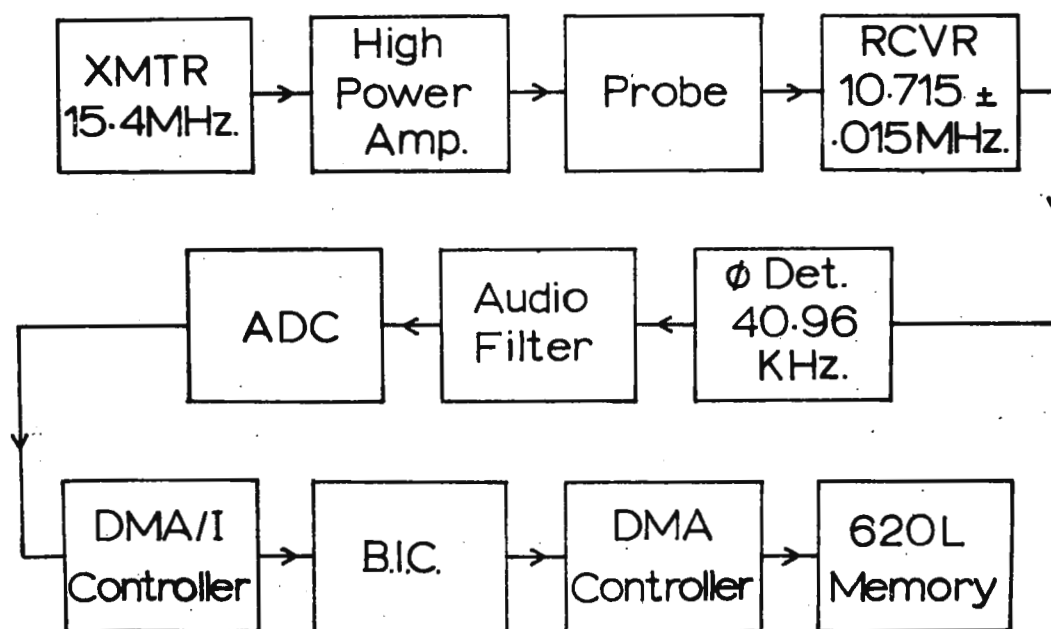 XMTR
15.4MHz.
High
Power
Amp.
Probe
RCVR
10.715 ±
.015MHz.
ADC
Audio
Filter
φ Det.
40.96
KHz.
DMA/I
Controller
B.I.C.
DMA
Controller
620L
Memory